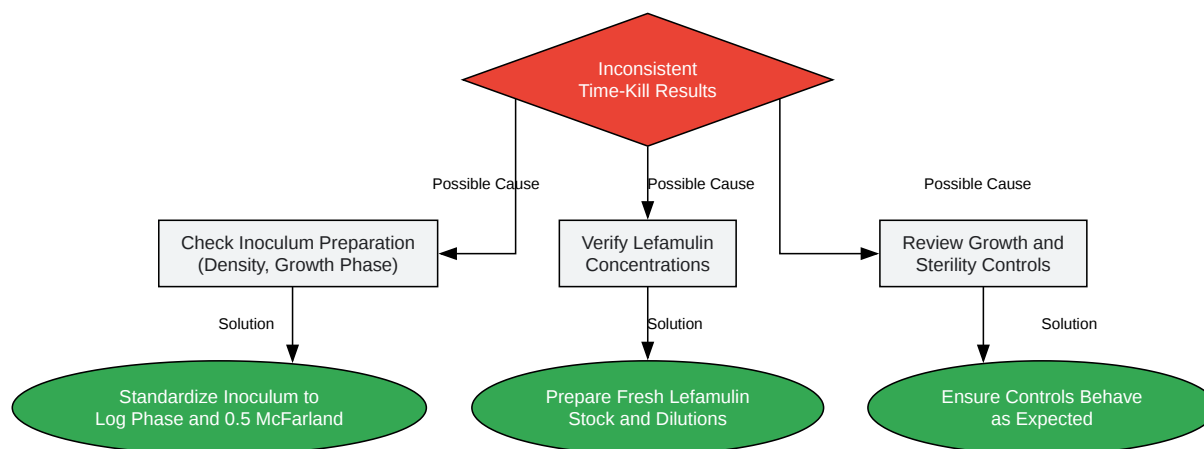 Inconsistent
Time-Kill Results
Possible Cause
Possible Cause
Possible Cause
Check Inoculum Preparation
(Density, Growth Phase)
Verify Lefamulin
Concentrations
Review Growth and
Sterility Controls
Solution
Solution
Solution
Standardize Inoculum to
Log Phase and 0.5 McFarland
Prepare Fresh Lefamulin
Stock and Dilutions
Ensure Controls Behave
as Expected